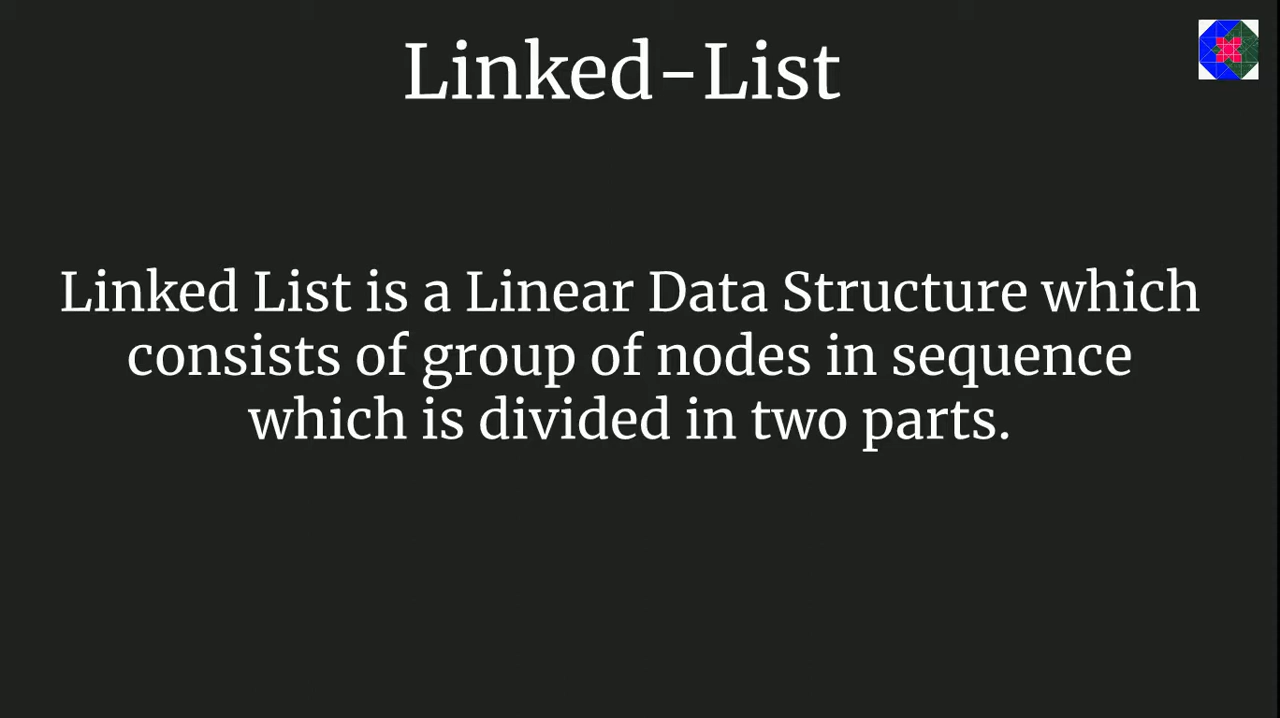 Linked-List
Linked List is a Linear Data Structure which
consists of group of nodes in sequence
which is divided in two parts.